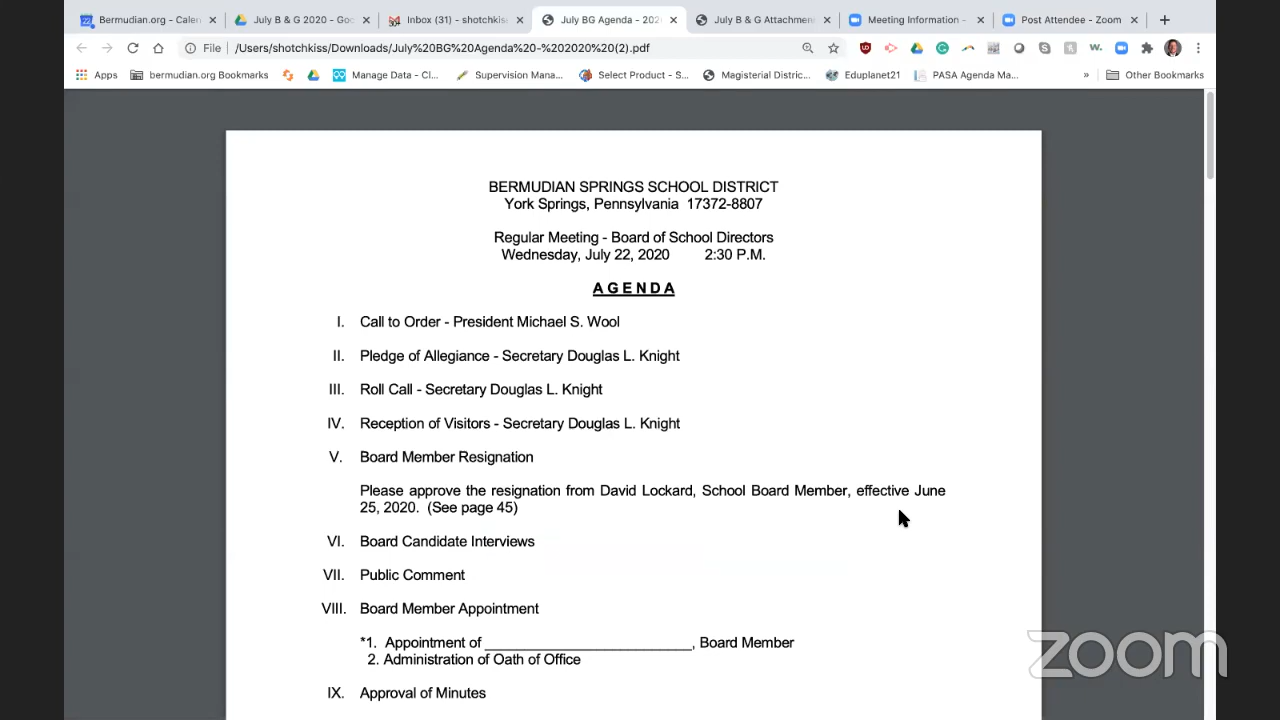 Bermudian.org - Calen
July B & G 2020 - Goo
Inbox (31) - shotchkiss
July BG Agenda - 202
July B & G Attachment
Meeting Information -
Post Attendee - Zoom
File /Users/shotchkiss/Downloads/July%20BG%20Agenda%20-%202020%20(2).pdf
Apps
bermudian.org Bookmarks
Manage Data - Cl...
Supervision Mana...
Select Product - S...
Magisterial Distric...
Eduplanet21
PASA Agenda Ma...
» Other Bookmarks
BERMUDIAN SPRINGS SCHOOL DISTRICT
York Springs, Pennsylvania 17372-8807
Regular Meeting - Board of School Directors
Wednesday, July 22, 2020 2:30 P.M.
A G E N D A
I. Call to Order - President Michael S. Wool
II. Pledge of Allegiance - Secretary Douglas L. Knight
III. Roll Call - Secretary Douglas L. Knight
IV. Reception of Visitors - Secretary Douglas L. Knight
V. Board Member Resignation
Please approve the resignation from David Lockard, School Board Member, effective June
25, 2020. (See page 45)
VI. Board Candidate Interviews
VII. Public Comment
VIII. Board Member Appointment
*1. Appointment of _________________________, Board Member
2. Administration of Oath of Office
IX. Approval of Minutes
zoom